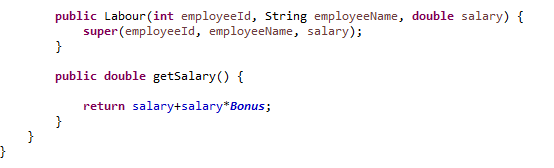 public Labour(int employeeId, String employeeName, double salary) {
super(employeeId, employeeName, salary);
}
public double getSalary() {
return salary+salary*Bonus;
}
}
}